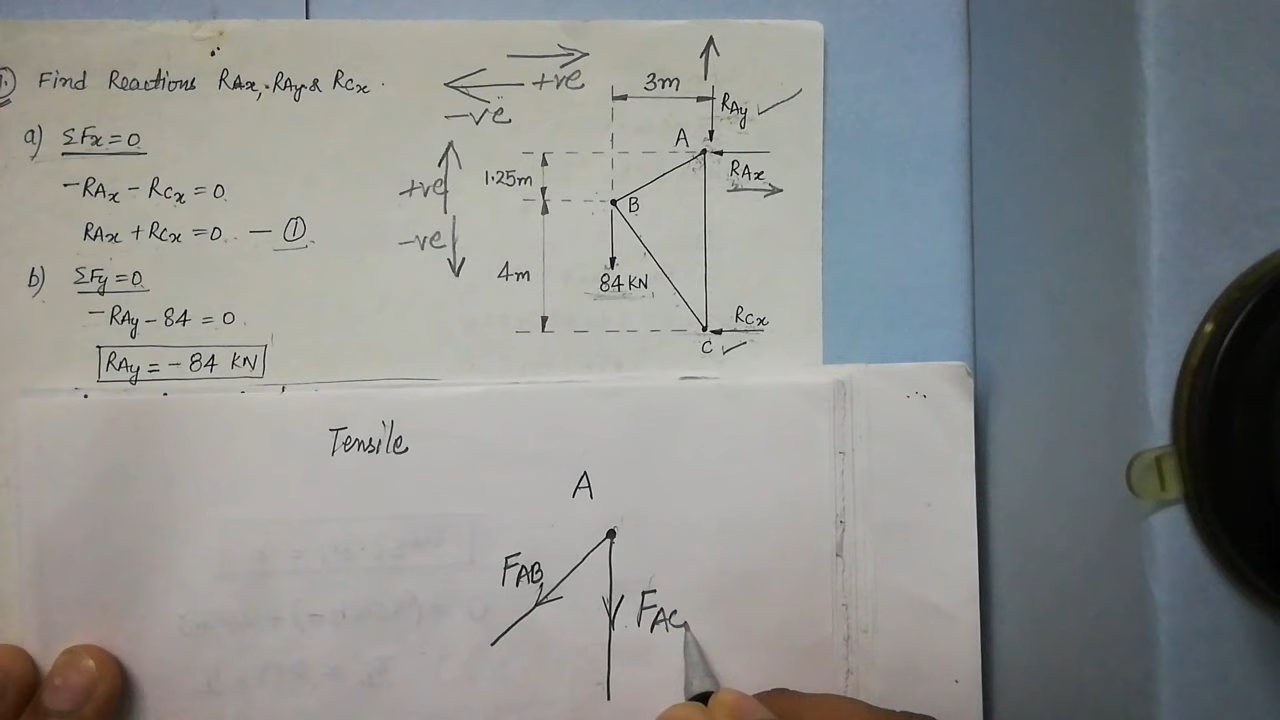 1. Find Reactions RAx, RAy & RCx.
a) ΣFx=0
-RAx - RCx = 0
RAx + RCx = 0 - ①
b) ΣFy=0
-RAy - 84 = 0
RAy = - 84 KN
+ve
-ve
+ve
-ve
3m
RAy
A
RAx
1.25m
B
4m
84 KN
RCx
C
Tensile
A
FAB
FAC